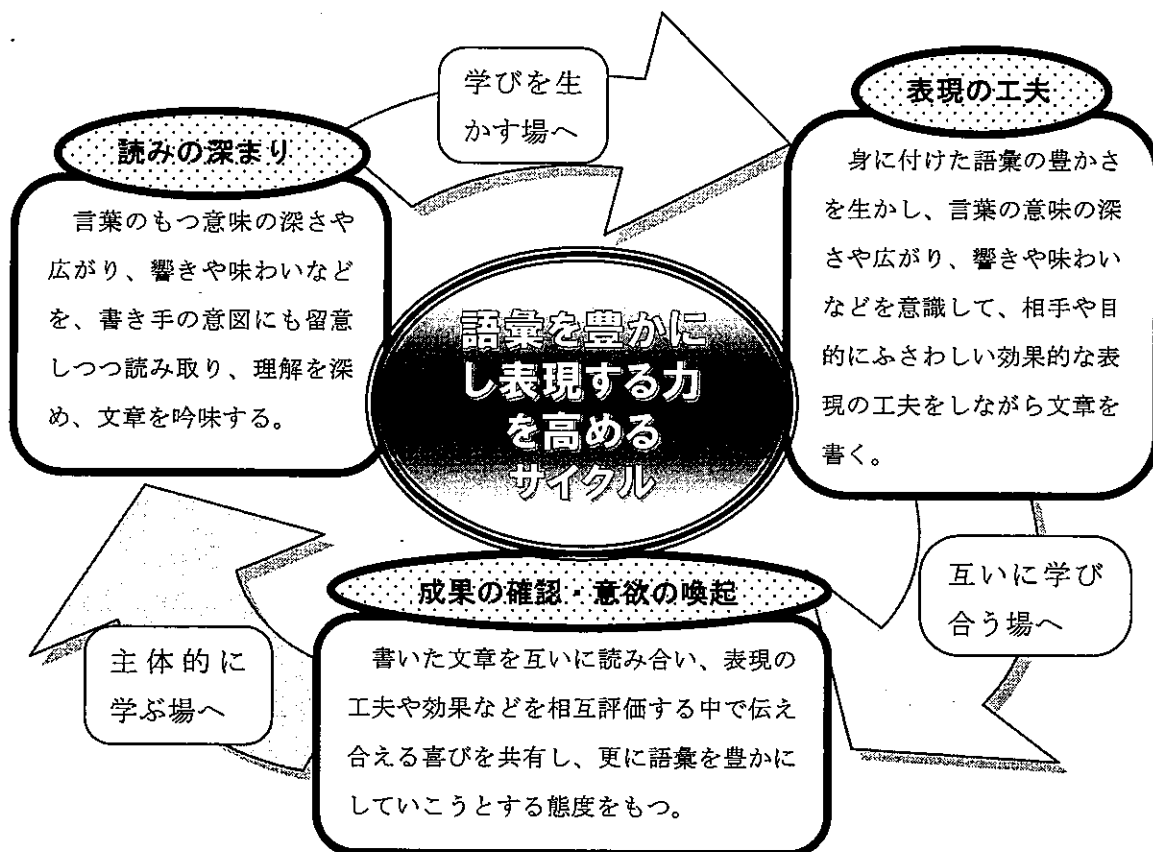 読みの深まり
言葉のもつ意味の深さや
広がり、響きや味わいなど
を、書き手の意図にも留意
しつつ読み取り、理解を深
め、文章を吟味する。
学びを生
かす場へ
表現の工夫
身に付けた語彙の豊かさ
を生かし、言葉の意味の深
さや広がり、響きや味わい
などを意識して、相手や目
的にふさわしい効果的な表
現の工夫をしながら文章を
書く。
語彙を豊かに
し表現する力
を高める
サイクル
互いに学び
合う場へ
成果の確認・意欲の喚起
書いた文章を互いに読み合い、表現の
工夫や効果などを相互評価する中で伝え
合える喜びを共有し、更に語彙を豊かに
していこうとする態度をもつ。
主体的に
学ぶ場へ